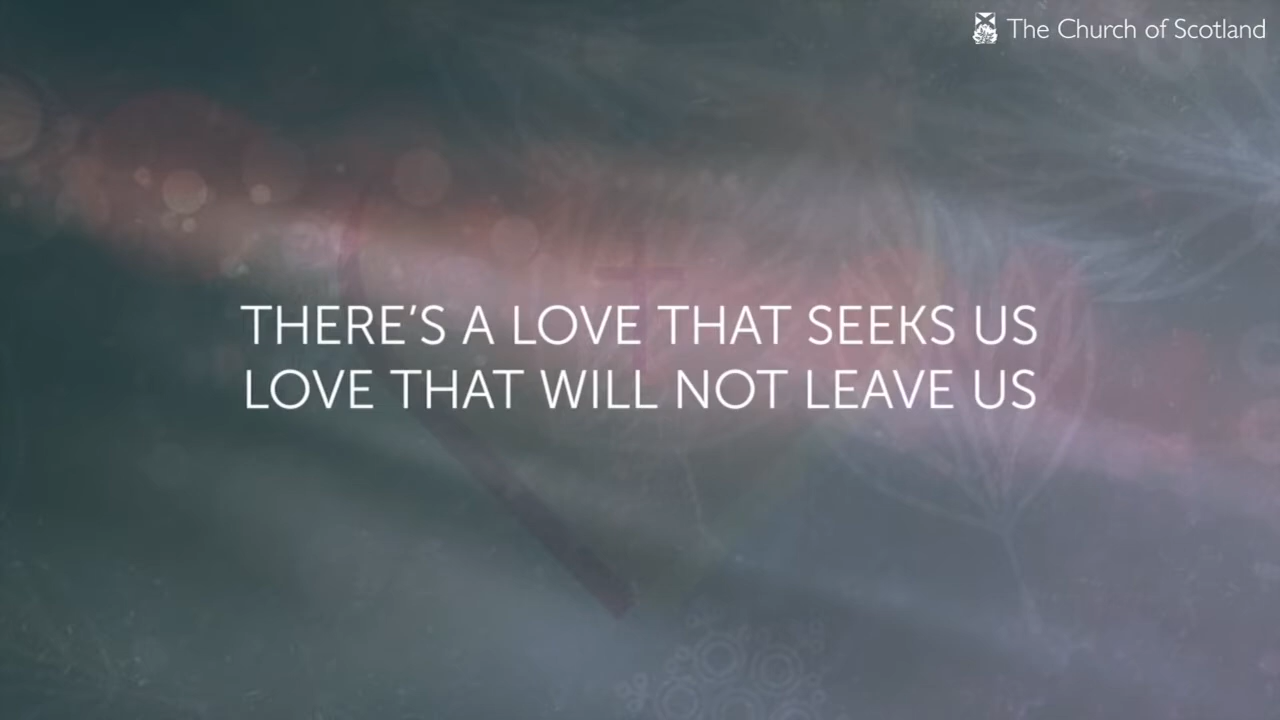 The Church of Scotland
THERE'S A LOVE THAT SEEKS US
LOVE THAT WILL NOT LEAVE US